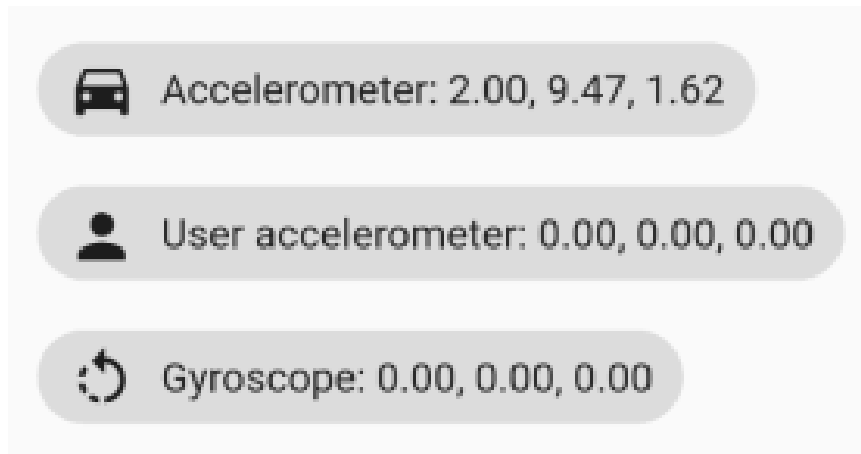 Accelerometer: 2.00, 9.47, 1.62
User accelerometer: 0.00, 0.00, 0.00
Gyroscope: 0.00, 0.00, 0.00